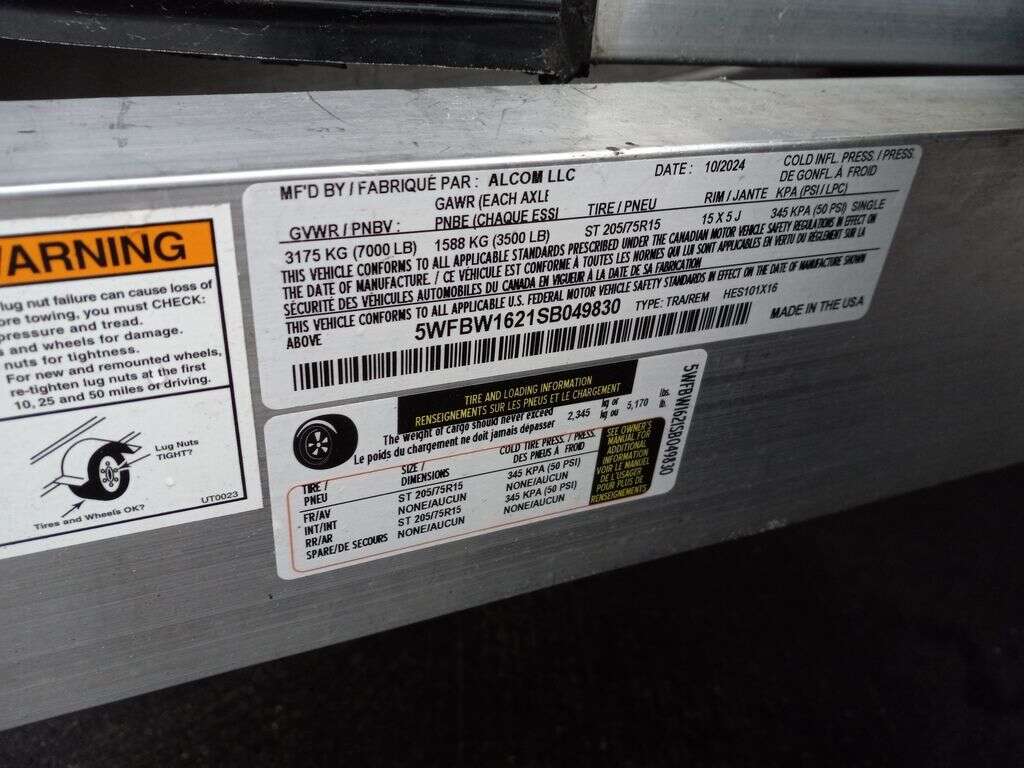 WARNING
lug nut failure can cause loss of
ore towing, you must CHECK:
pressure and tread.
s and wheels for damage.
nuts for tightness.
For new and remounted wheels,
re-tighten lug nuts at the first
10, 25 and 50 miles or driving.
Lug Nuts
TIGHT?
Tires and Wheels OK?
UT0023
MF'D BY / FABRIQUÉ PAR : ALCOM LLC
DATE : 10/2024
COLD INFL. PRESS. / PRESS.
DE GONFL. À FROID
GVWR / PNBV :
GAWR (EACH AXLE
PNBE (CHAQUE ESSI
TIRE / PNEU
RIM / JANTE
KPA (PSI / LPC)
3175 KG (7000 LB) 1588 KG (3500 LB) ST 205/75R15 15 X 5 J 345 KPA (50 PSI) SINGLE
THIS VEHICLE CONFORMS TO ALL APPLICABLE STANDARDS PRESCRIBED UNDER THE CANADIAN MOTOR VEHICLE SAFETY REGULATIONS IN EFFECT ON
THE DATE OF MANUFACTURE. / CE VÉHICULE EST CONFORME À TOUTES LES NORMES QUI LUI SONT APPLICABLES EN VERTU DU RÈGLEMENT SUR LA
SÉCURITÉ DES VÉHICULES AUTOMOBILES DU CANADA EN VIGUEUR À LA DATE DE SA FABRICATION
THIS VEHICLE CONFORMS TO ALL APPLICABLE U.S. FEDERAL MOTOR VEHICLE SAFETY STANDARDS IN EFFECT ON THE DATE OF MANUFACTURE SHOWN
ABOVE
5WFBW1621SB049830 TYPE: TRA/REM HES101X16
MADE IN THE USA
TIRE AND LOADING INFORMATION
RENSEIGNEMENTS SUR LES PNEUS ET LE CHARGEMENT
The weight of cargo should never exceed 2,345 kg or 5,170 lbs.
Le poids du chargement ne doit jamais dépasser kg ou lb.
TIRE / PNEU
SIZE / DIMENSIONS
COLD TIRE PRESS. / PRESS. DES PNEUS À FROID
FR/AV ST 205/75R15 345 KPA (50 PSI)
INT/INT NONE/AUCUN NONE/AUCUN
RR/AR ST 205/75R15 345 KPA (50 PSI)
SPARE/DE SECOURS NONE/AUCUN NONE/AUCUN
SEE OWNER'S
MANUAL FOR
ADDITIONAL
INFORMATION
VOIR LE MANUEL
DE L'USAGER
POUR PLUS DE
RENSEIGNEMENTS
5WFBW1621SB049830